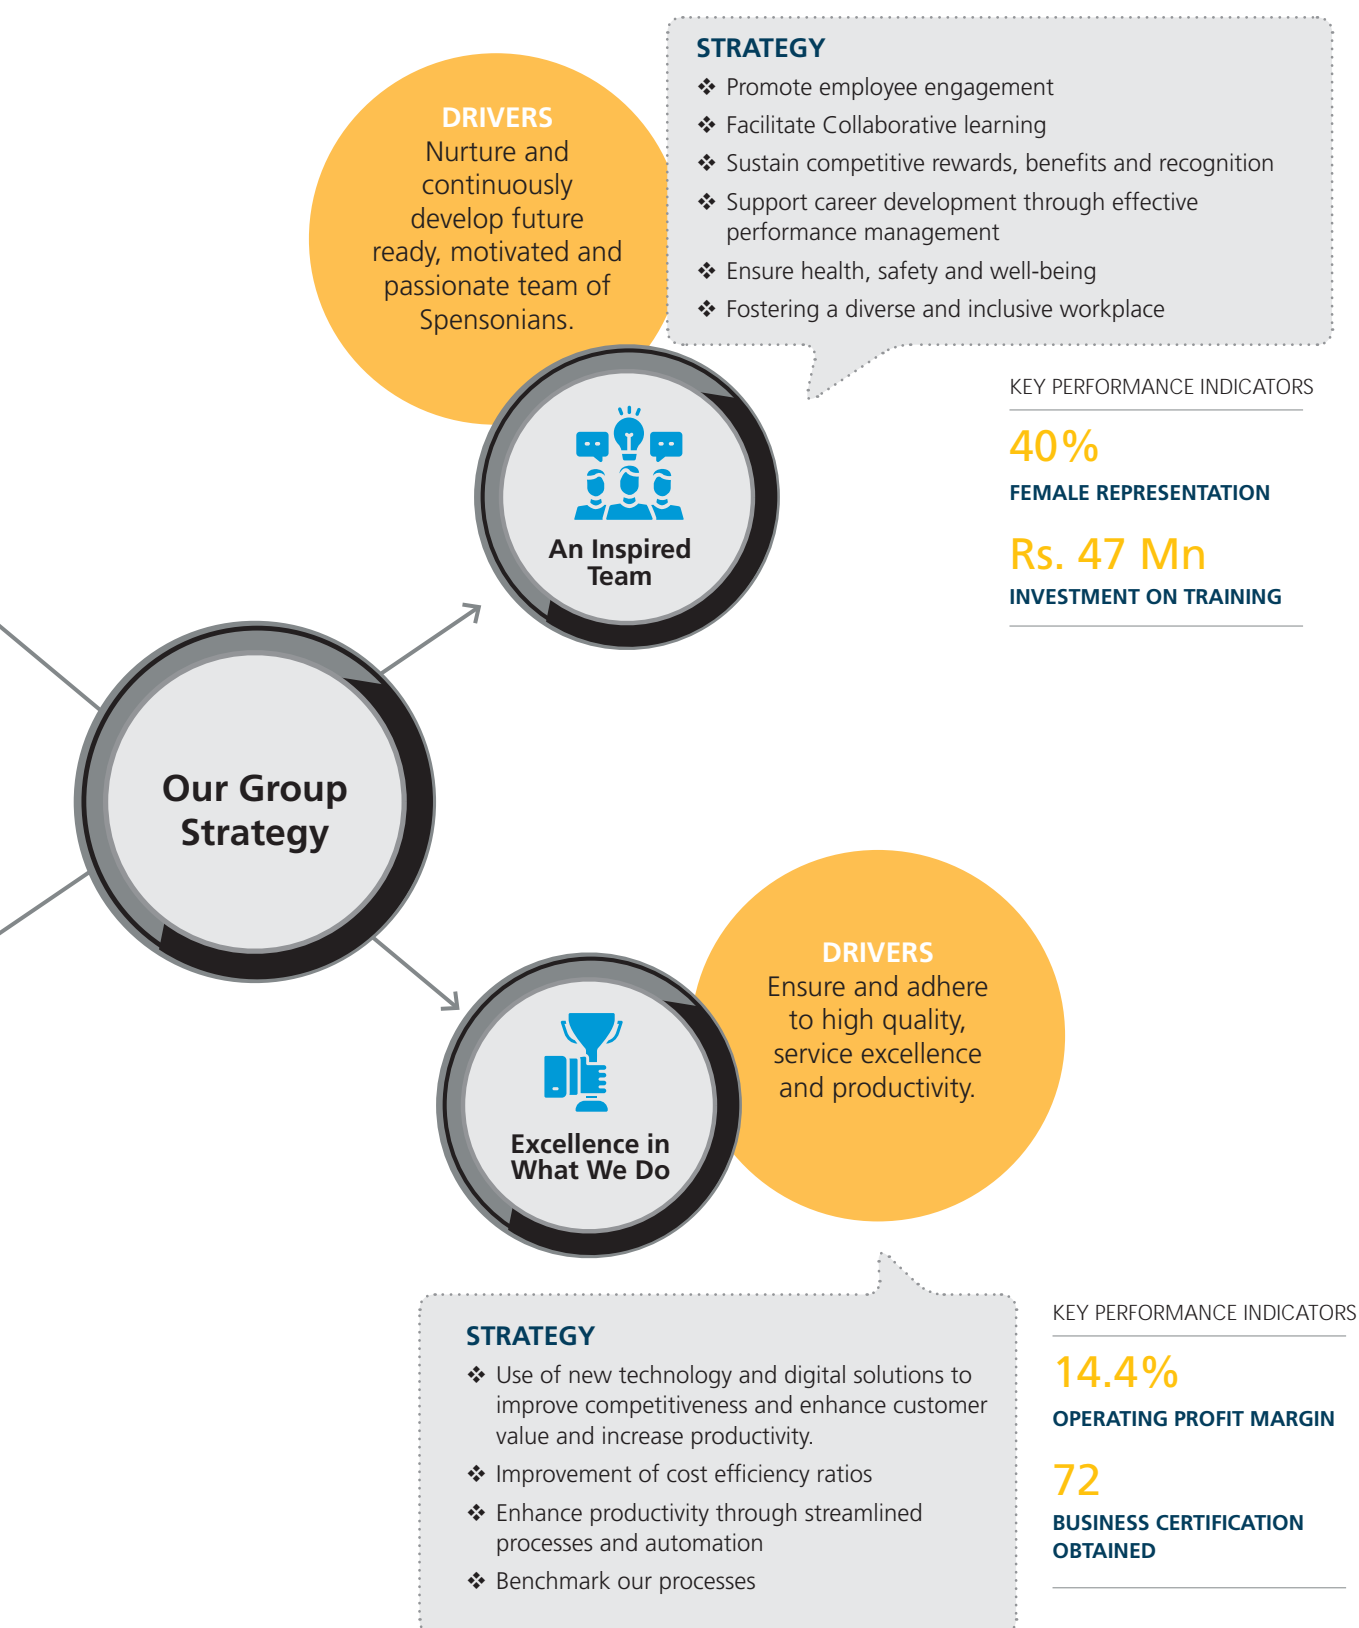 DRIVERS
Nurture and
continuously
develop future
ready, motivated and
passionate team of
Spensonians.
STRATEGY
❖ Promote employee engagement
❖ Facilitate Collaborative learning
❖ Sustain competitive rewards, benefits and recognition
❖ Support career development through effective
performance management
❖ Ensure health, safety and well-being
❖ Fostering a diverse and inclusive workplace
An Inspired
Team
KEY PERFORMANCE INDICATORS
40%
FEMALE REPRESENTATION
Rs. 47 Mn
INVESTMENT ON TRAINING
Our Group
Strategy
Excellence in
What We Do
DRIVERS
Ensure and adhere
to high quality,
service excellence
and productivity.
STRATEGY
❖ Use of new technology and digital solutions to
improve competitiveness and enhance customer
value and increase productivity.
❖ Improvement of cost efficiency ratios
❖ Enhance productivity through streamlined
processes and automation
❖ Benchmark our processes
KEY PERFORMANCE INDICATORS
14.4%
OPERATING PROFIT MARGIN
72
BUSINESS CERTIFICATION
OBTAINED